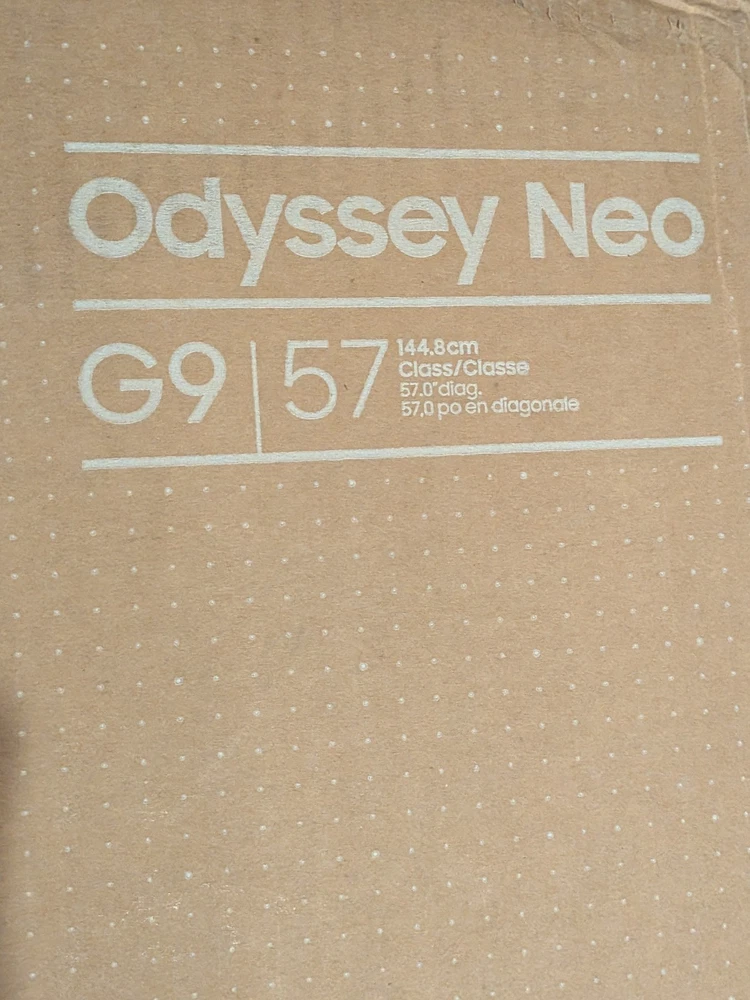 Odyssey Neo
G9 57
144.8cm
Class/Classe
57.0"diag.
57,0 po en diagonale